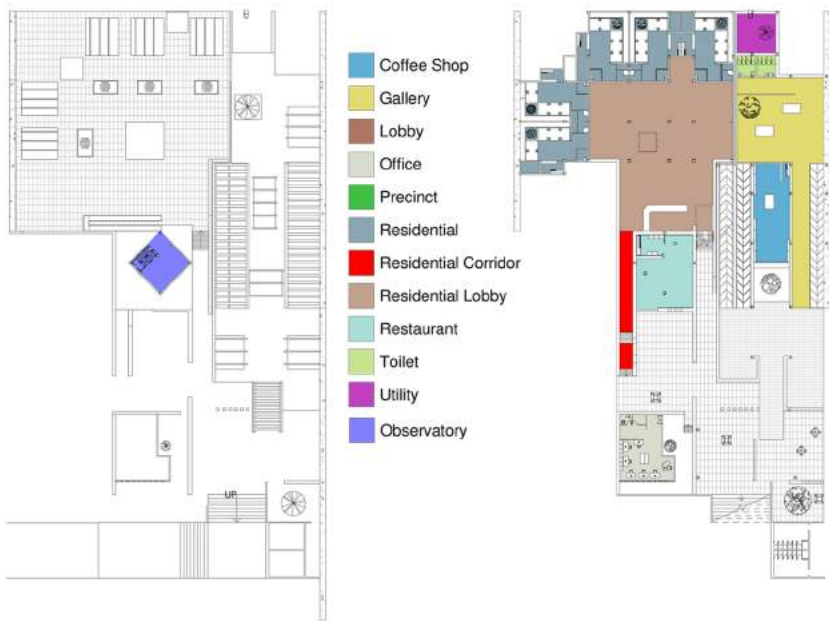 Coffee Shop
Gallery
Lobby
Office
Precinct
Residential
Residential Corridor
Residential Lobby
Restaurant
Toilet
Utility
Observatory
UP